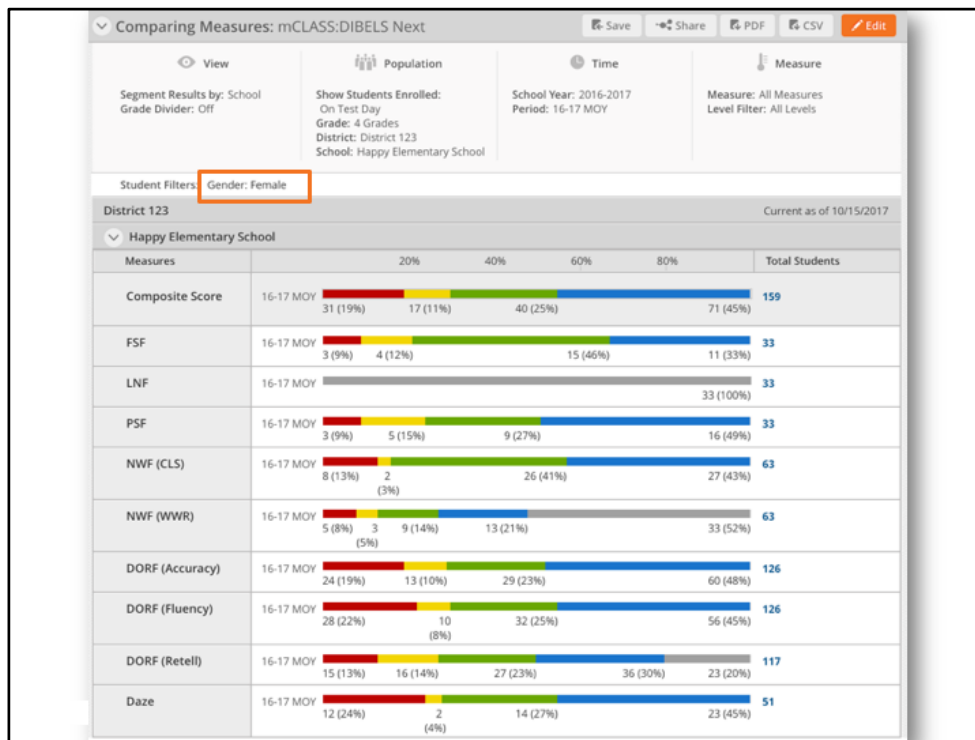 Comparing Measures: mCLASS:DIBELS Next
Save Share PDF CSV Edit
View
Segment Results by: School
Grade Divider: Off
Population
Show Students Enrolled:
On Test Day
Grade: 4 Grades
District: District 123
School: Happy Elementary School
Time
School Year: 2016-2017
Period: 16-17 MOY
Measure
Measure: All Measures
Level Filter: All Levels
Student Filters: Gender: Female
District 123 Current as of 10/15/2017
Happy Elementary School
Measures 20% 40% 60% 80% Total Students
Composite Score 16-17 MOY 159
31 (19%) 17 (11%) 40 (25%) 71 (45%)
FSF 16-17 MOY 33
3 (9%) 4 (12%) 15 (46%) 11 (33%)
LNF 16-17 MOY 33
33 (100%)
PSF 16-17 MOY 33
3 (9%) 5 (15%) 9 (27%) 16 (49%)
NWF (CLS) 16-17 MOY 63
8 (13%) 2 26 (41%) 27 (43%)
(3%)
NWF (WWR) 16-17 MOY 63
5 (8%) 3 9 (14%) 13 (21%) 33 (52%)
(5%)
DORF (Accuracy) 16-17 MOY 126
24 (19%) 13 (10%) 29 (23%) 60 (48%)
DORF (Fluency) 16-17 MOY 126
28 (22%) 10 32 (25%) 56 (45%)
(8%)
DORF (Retell) 16-17 MOY 117
15 (13%) 16 (14%) 27 (23%) 36 (30%) 23 (20%)
Daze 16-17 MOY 51
12 (24%) 2 14 (27%) 23 (45%)
(4%)